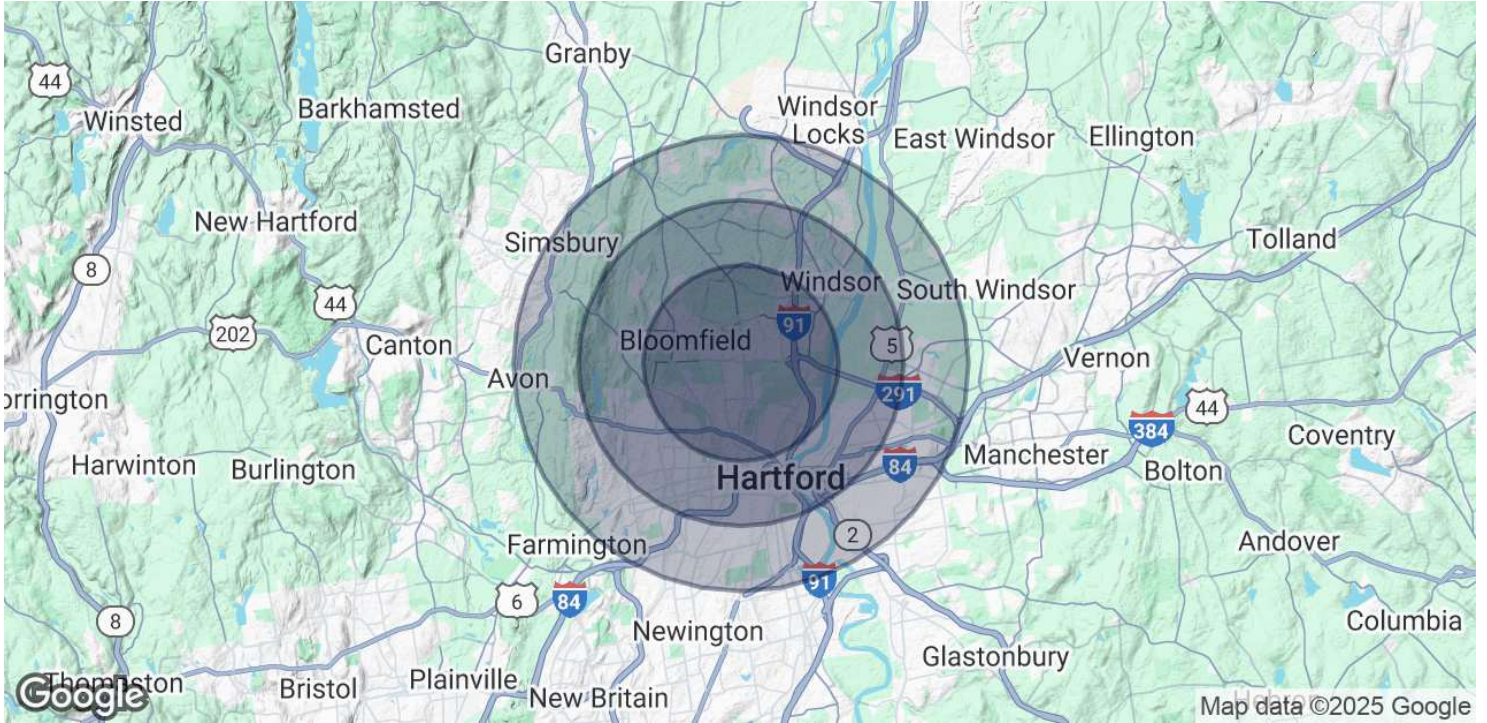 Granby
44
Barkhamsted
Winsted
Windsor
Locks
East Windsor
Ellington
New Hartford
Simsbury
Tolland
8
Windsor
South Windsor
44
202
91
Bloomfield
5
Canton
Vernon
Avon
291
orrington
44
384
Harwinton
Burlington
Manchester
Coventry
84
Bolton
Hartford
2
Farmington
Andover
91
6
84
8
Newington
Columbia
Glastonbury
Plainville
Thomaston
Bristol
New Britain
Hebron
Google
Map data ©2025 Google